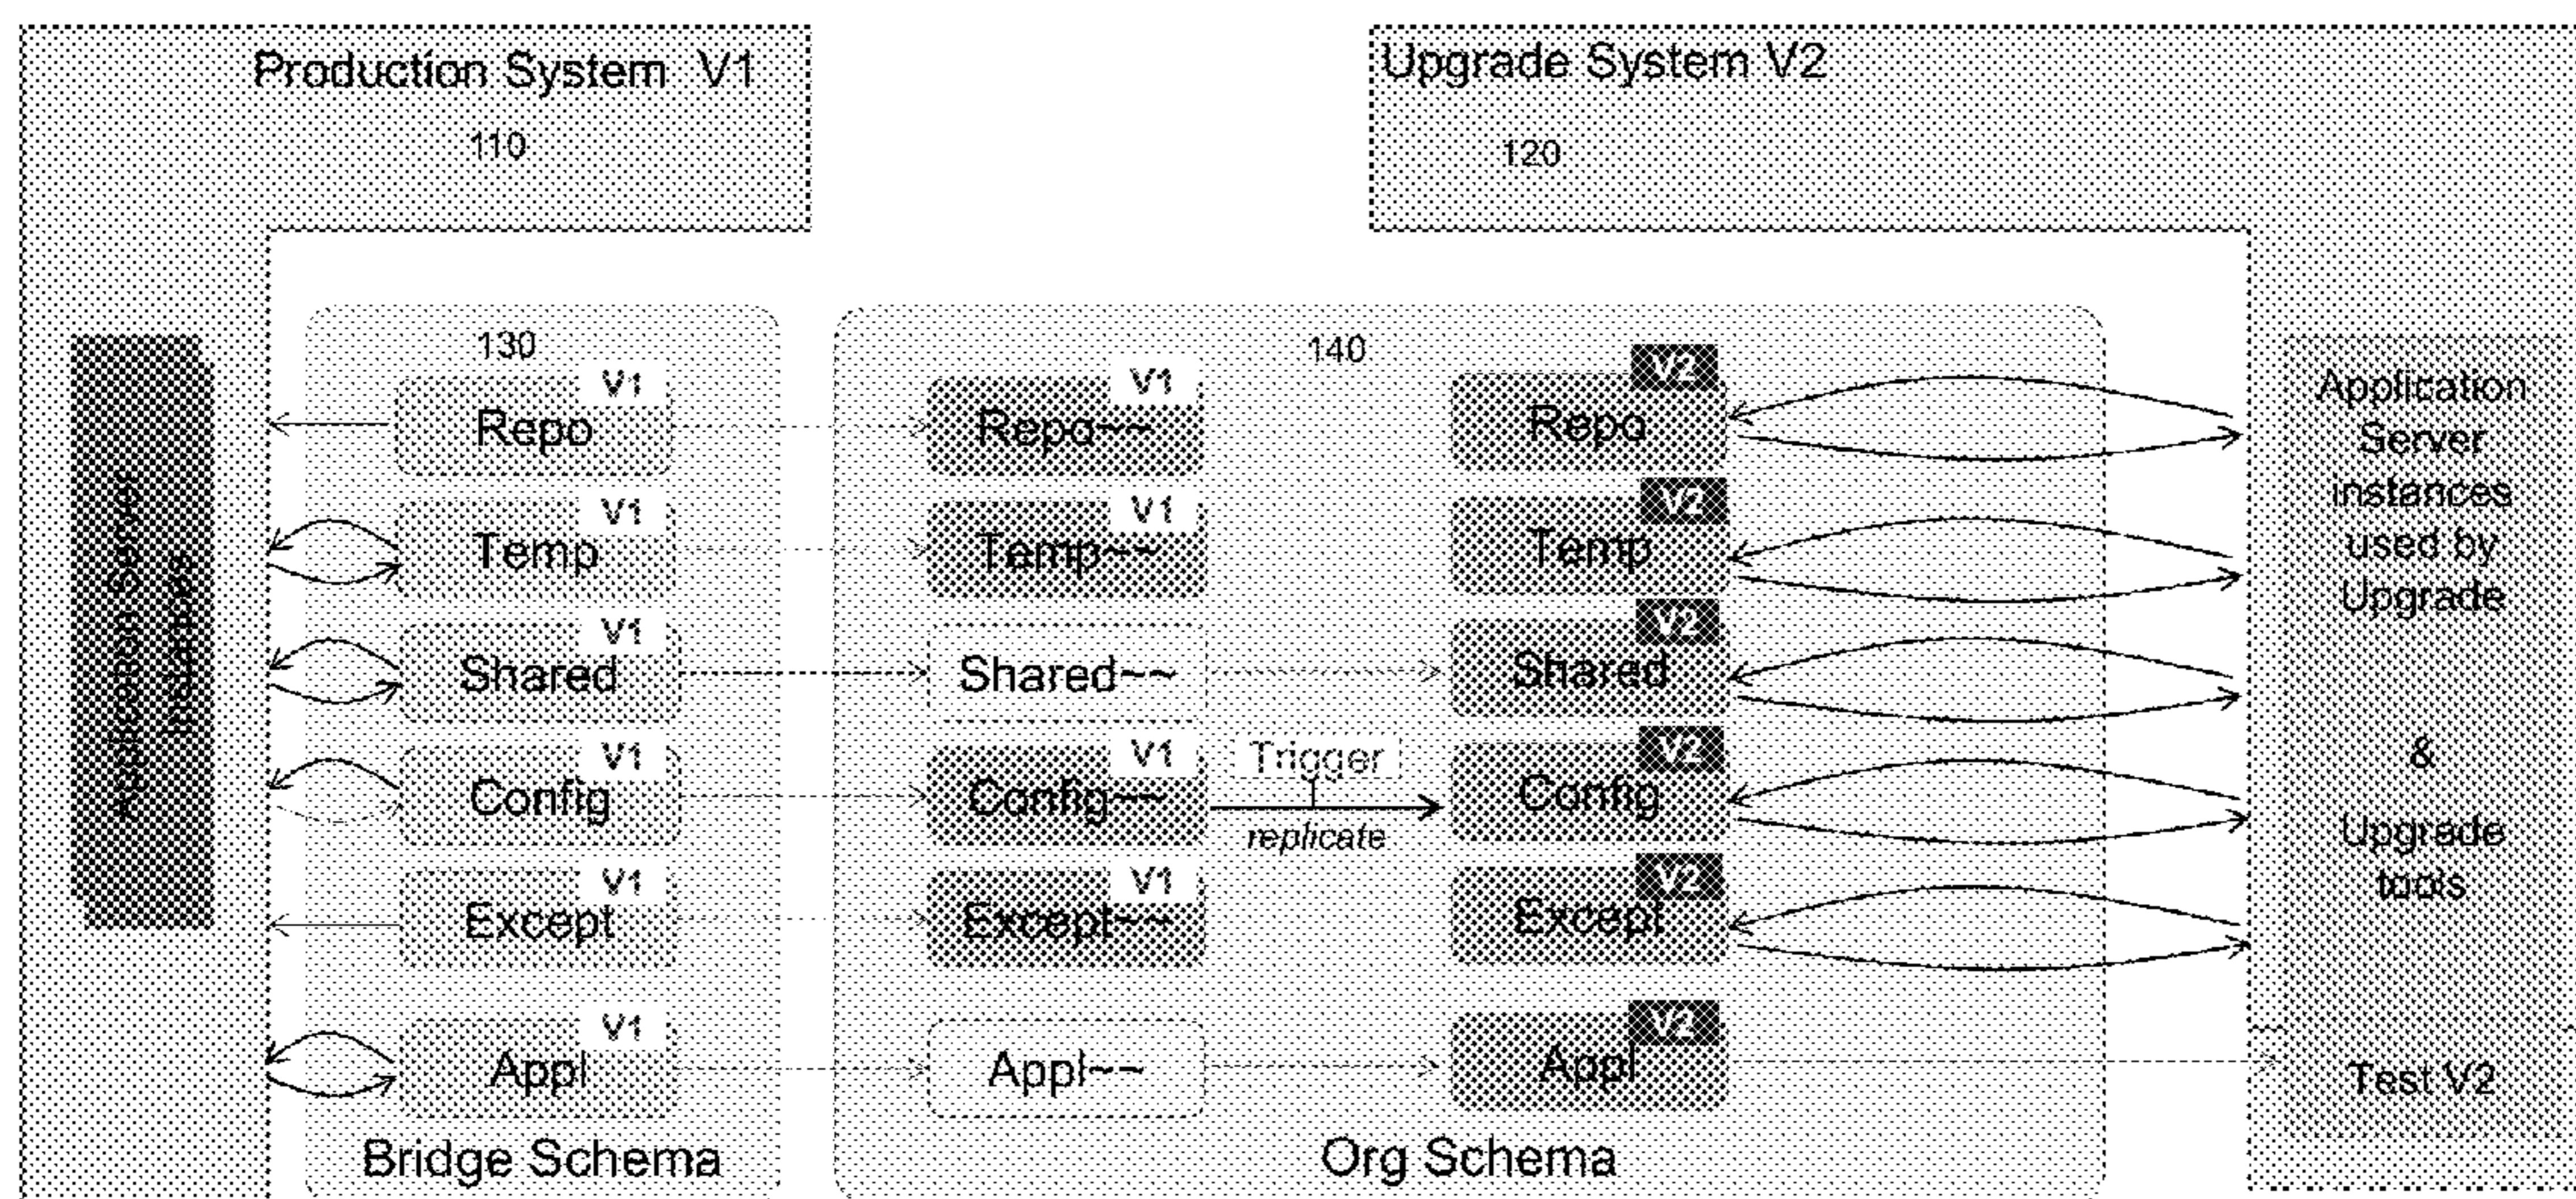 Production System V1
110
Upgrade System V2
120
Application Server
Instances
130
V1
Repo
V1
Temp
V1
Shared
V1
Config
V1
Except
V1
Appl
Bridge Schema
140
V1
Repo~~
V1
Temp~~
Shared~~
V1
Config~~
V1
Except~~
Appl~~
Trigger
replicate
V2
Repo
V2
Temp
V2
Shared
V2
Config
V2
Except
V2
Appl
Org Schema
Application
Server
instances
used by
Upgrade
&
Upgrade
tools
Test V2